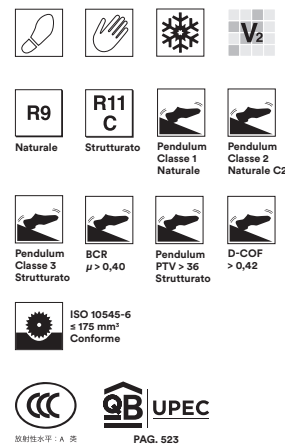 V2
R9
R11
C
Naturale
Strutturato
Pendulum
Classe 1
Naturale
Pendulum
Classe 2
Naturale C2
Pendulum
Classe 3
Strutturato
BCR
µ > 0,40
Pendulum
PTV > 36
Strutturato
D-COF
> 0,42
ISO 10545-6
≤ 175 mm³
Conforme
CCC
放射性水平：A 类
QB UPEC
PAG. 523